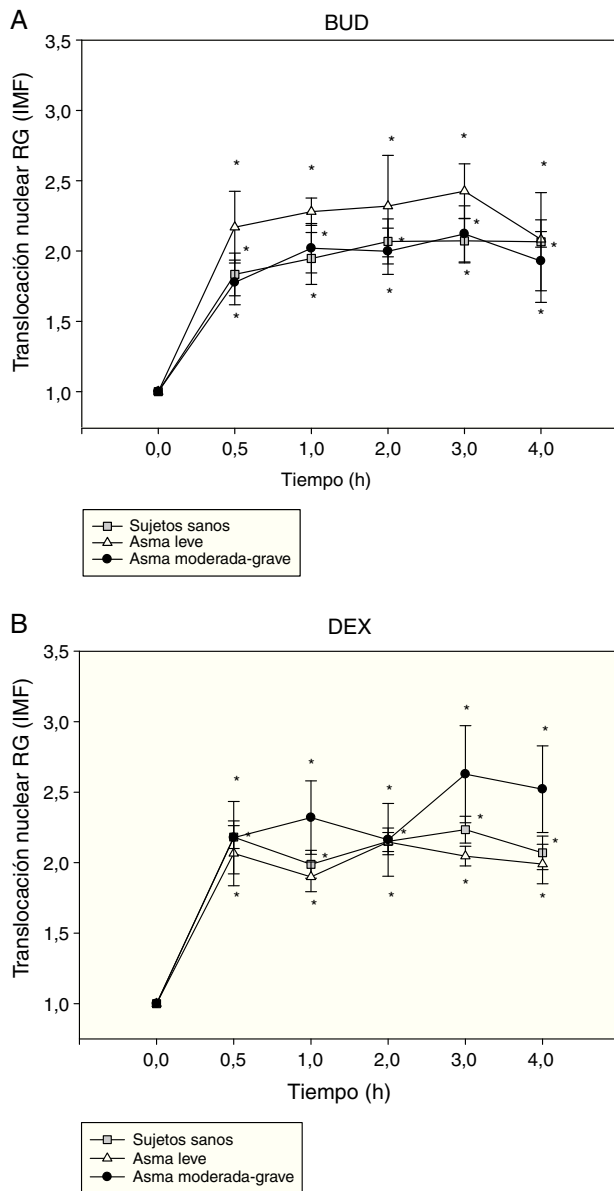 A
BUD
Translocación nuclear RG (IMF)
3,5
3,0
2,5
2,0
1,5
1,0
* * * * *
* * * * *
* * * * *
0,0 0,5 1,0 2,0 3,0 4,0
Tiempo (h)
Sujetos sanos
Asma leve
Asma moderada-grave
B
DEX
Translocación nuclear RG (IMF)
3,5
3,0
2,5
2,0
1,5
1,0
* * * * *
* * * * *
* * * * *
0,0 0,5 1,0 2,0 3,0 4,0
Tiempo (h)
Sujetos sanos
Asma leve
Asma moderada-grave